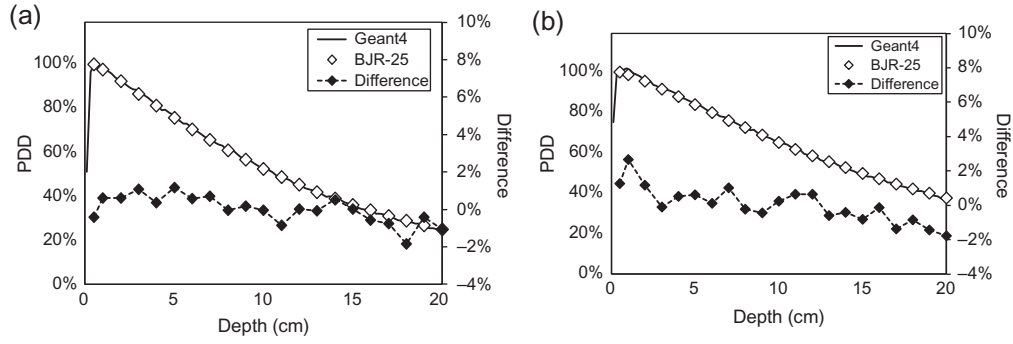 (a)
10%
8%
6%
4%
2%
0%
–2%
–4%
100%
80%
60%
40%
20%
0%
PDD
Difference
Geant4
BJR-25
Difference
0 5 10 15 20
Depth (cm)
(b)
10%
8%
6%
4%
2%
0%
–2%
–4%
100%
80%
60%
40%
20%
0%
PDD
Difference
Geant4
BJR-25
Difference
0 5 10 15 20
Depth (cm)